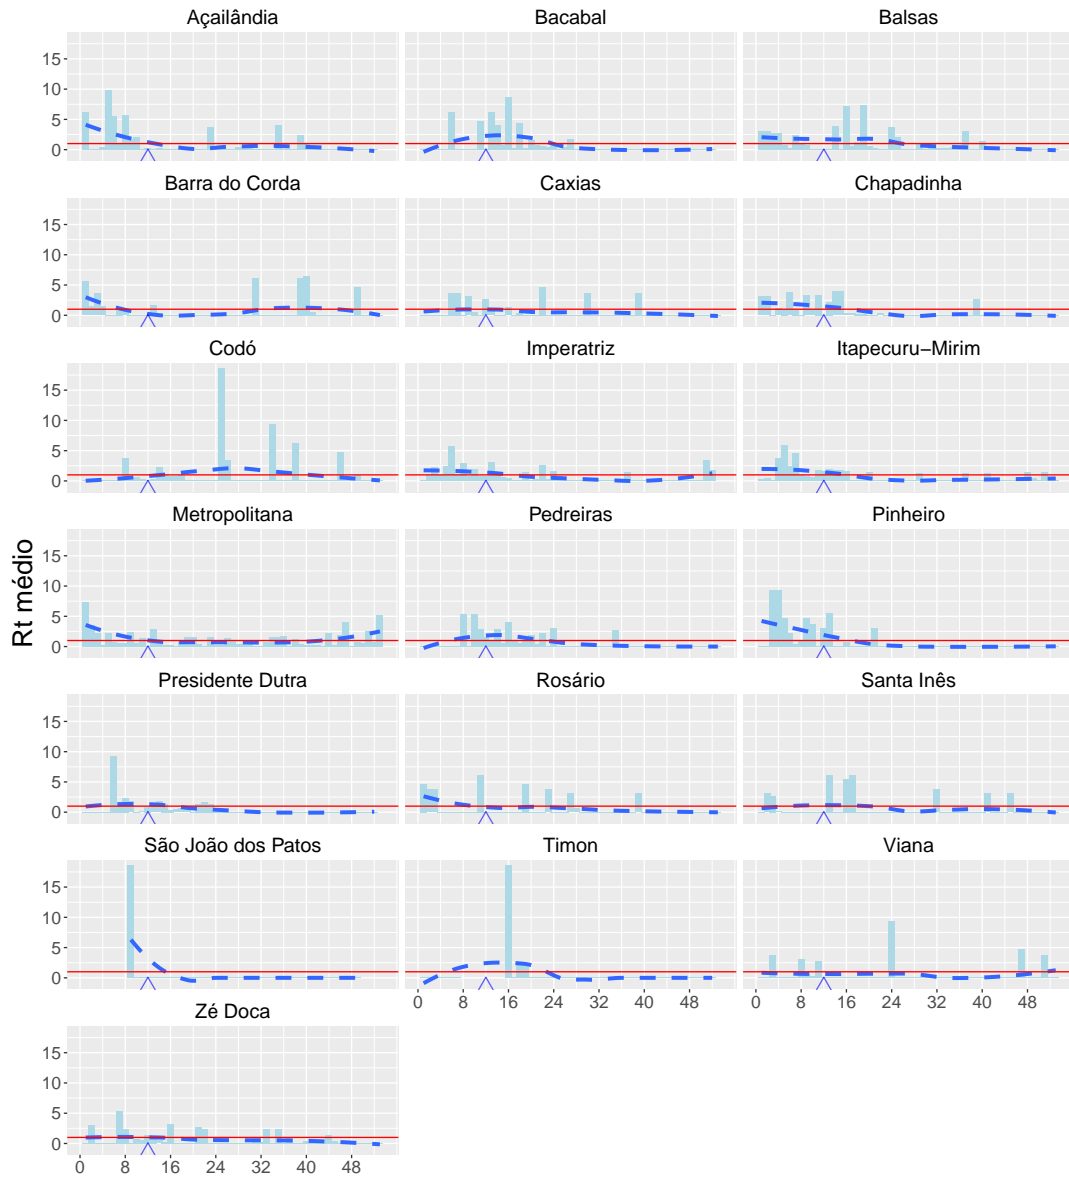 Açailândia Bacabal Balsas
15
10
5
0
Barra do Corda Caxias Chapadinha
15
10
5
0
Codó Imperatriz Itapecuru−Mirim
15
10
5
0
Metropolitana Pedreiras Pinheiro
15
10
5
0
Rt médio
Presidente Dutra Rosário Santa Inês
15
10
5
0
São João dos Patos Timon Viana
15
10
5
0
0 8 16 24 32 40 48 0 8 16 24 32 40 48
Zé Doca
15
10
5
0
0 8 16 24 32 40 48